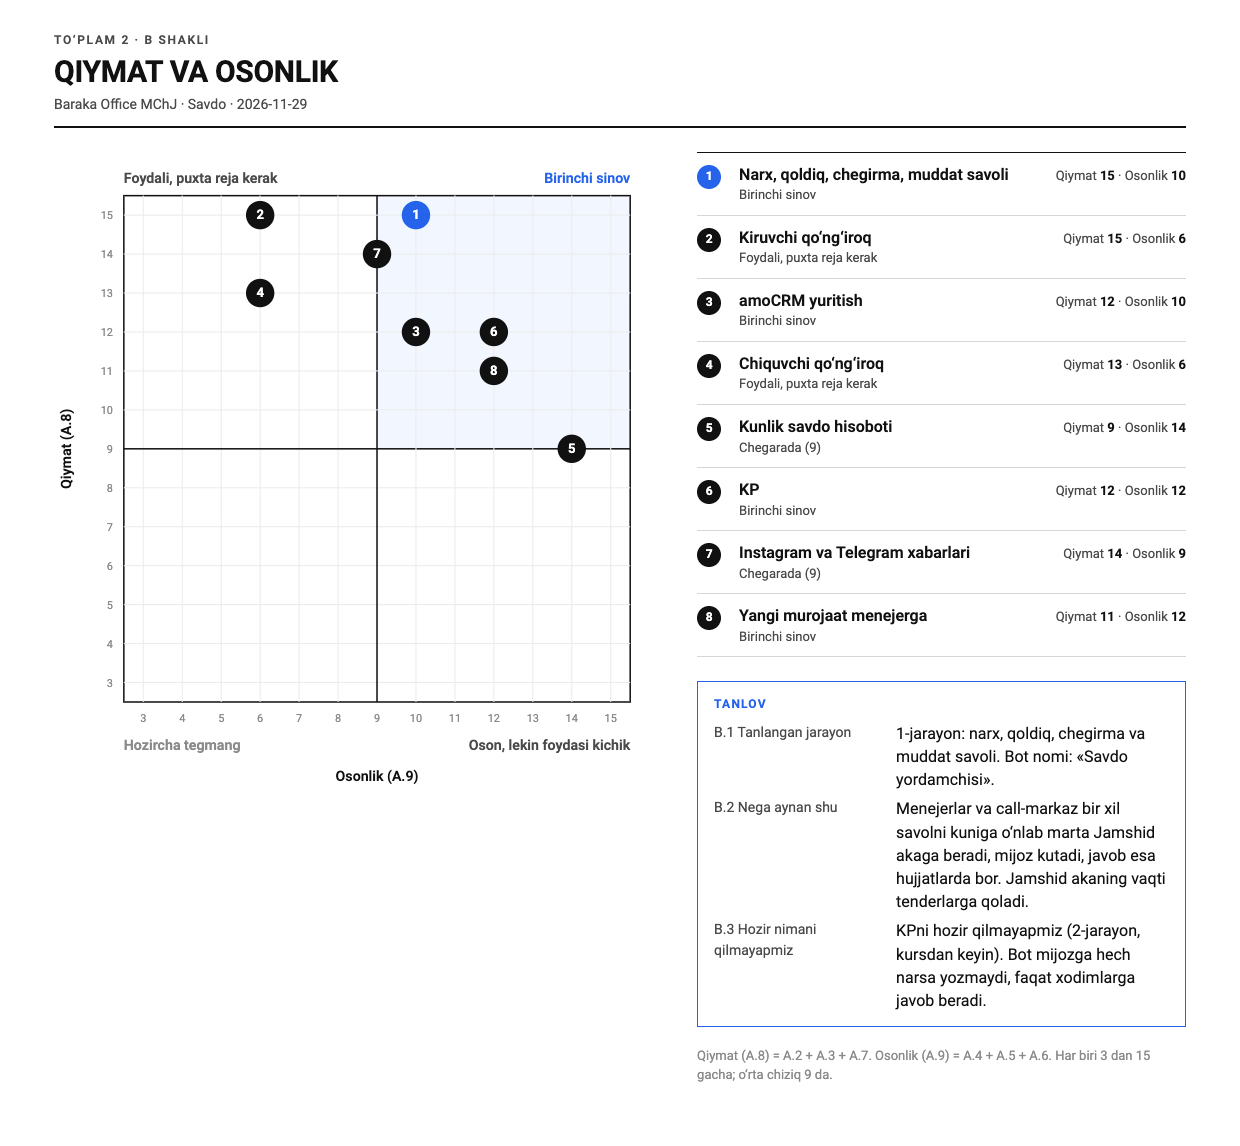 TO‘PLAM 2 · B SHAKLI
QIYMAT VA OSONLIK
Baraka Office MChJ · Savdo · 2026-11-29
Foydali, puxta reja kerak
Birinchi sinov
15
14
13
12
11
10
9
8
7
6
5
4
3
2
1
7
4
3
6
8
5
Qiymat (A.8)
3
4
5
6
7
8
9
10
11
12
13
14
15
Hozircha tegmang
Oson, lekin foydasi kichik
Osonlik (A.9)
1
Narx, qoldiq, chegirma, muddat savoli
Qiymat 15 · Osonlik 10
Birinchi sinov
2
Kiruvchi qo‘ng‘iroq
Qiymat 15 · Osonlik 6
Foydali, puxta reja kerak
3
amoCRM yuritish
Qiymat 12 · Osonlik 10
Birinchi sinov
4
Chiquvchi qo‘ng‘iroq
Qiymat 13 · Osonlik 6
Foydali, puxta reja kerak
5
Kunlik savdo hisoboti
Qiymat 9 · Osonlik 14
Chegarada (9)
6
KP
Qiymat 12 · Osonlik 12
Birinchi sinov
7
Instagram va Telegram xabarlari
Qiymat 14 · Osonlik 9
Chegarada (9)
8
Yangi murojaat menejerga
Qiymat 11 · Osonlik 12
Birinchi sinov
TANLOV
B.1 Tanlangan jarayon
1-jarayon: narx, qoldiq, chegirma va
muddat savoli. Bot nomi: «Savdo
yordamchisi».
B.2 Nega aynan shu
Menejerlar va call-markaz bir xil
savolni kuniga o‘nlab marta Jamshid
akaga beradi, mijoz kutadi, javob esa
hujjatlarda bor. Jamshid akaning vaqti
tenderlarga qoladi.
B.3 Hozir nimani
qilmayapmiz
KPni hozir qilmayapmiz (2-jarayon,
kursdan keyin). Bot mijozga hech
narsa yozmaydi, faqat xodimlarga
javob beradi.
Qiymat (A.8) = A.2 + A.3 + A.7. Osonlik (A.9) = A.4 + A.5 + A.6. Har biri 3 dan 15
gacha; o‘rta chiziq 9 da.